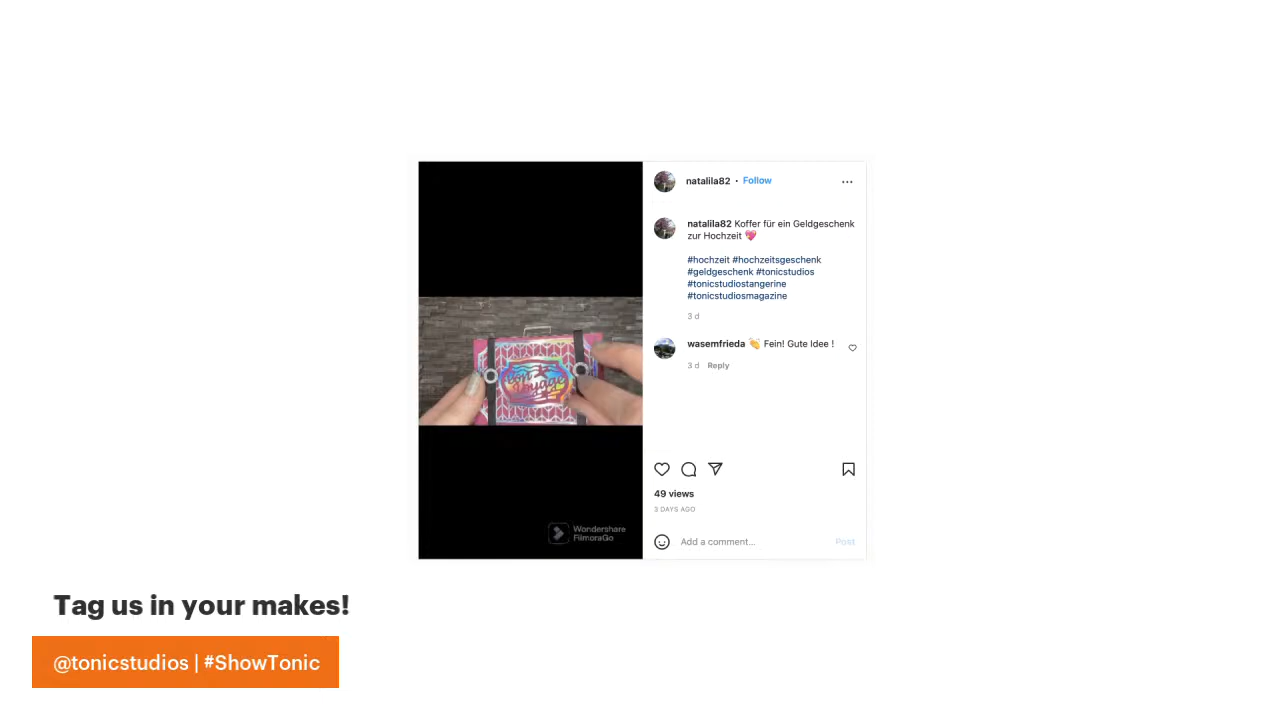 natalila82 · Follow
natalila82 Koffer für ein Geldgeschenk
zur Hochzeit 💖
#hochzeit #hochzeitsgeschenk
#geldgeschenk #tonicstudios
#tonicstudiostangerine
#tonicstudiosmagazine
3 d
wasemfrieda 👏 Fein! Gute Idee !
3 d Reply
Bon
Voyage
49 views
3 DAYS AGO
Wondershare
FilmoraGo
Add a comment... Post
Tag us in your makes!
@tonicstudios | #ShowTonic